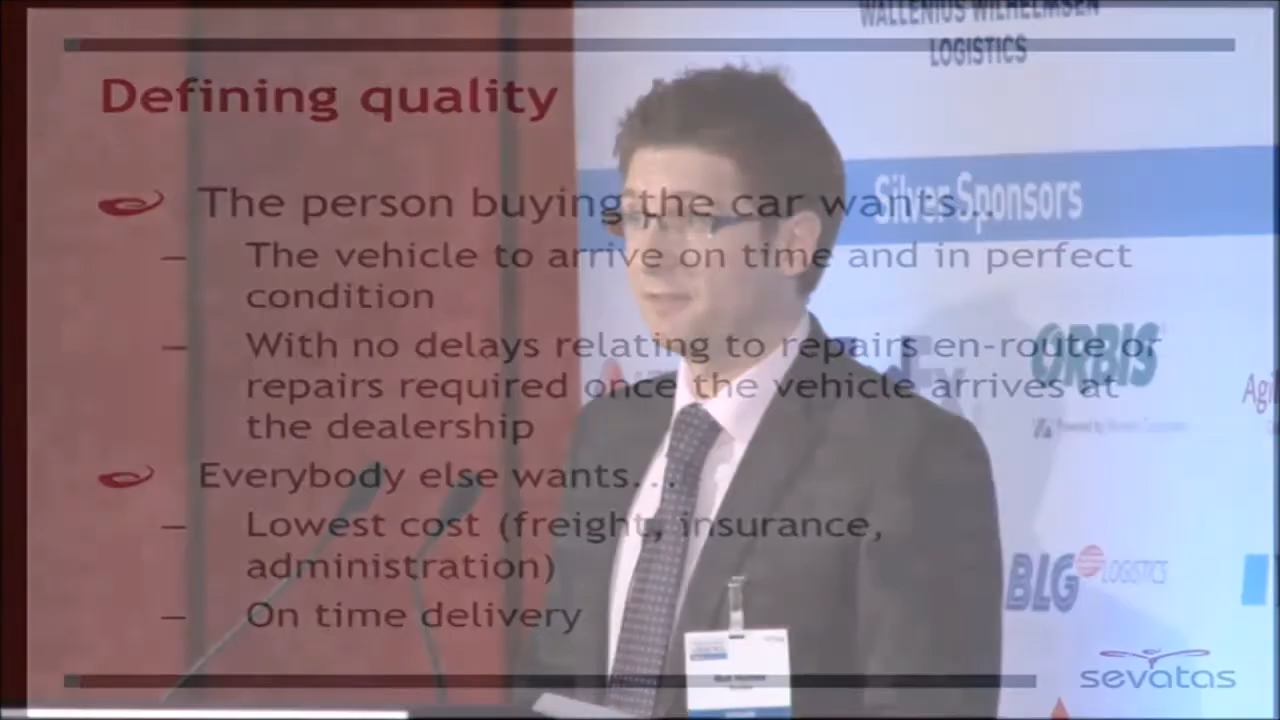 WALLENIUS WILHELMSEN
LOGISTICS
Defining quality
Silver Sponsors
The person buying the car wants...
– The vehicle to arrive on time and in perfect
condition
– With no delays relating to repairs en-route or
repairs required once the vehicle arrives at
the dealership
ORBIS
Everybody else wants...
– Lowest cost (freight, insurance,
administration)
– On time delivery
BLG LOGISTICS
sevatas